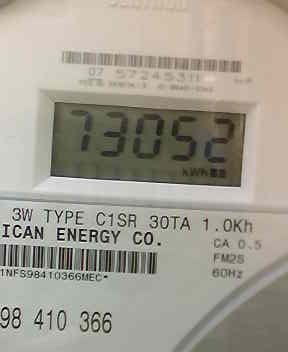 07 57245311
73052
kWh
3W TYPE C1SR 30TA 1.0Kh
ICAN ENERGY CO.
CA 0.5
FM2S
1NFS98410366MEC*
60Hz
98 410 366